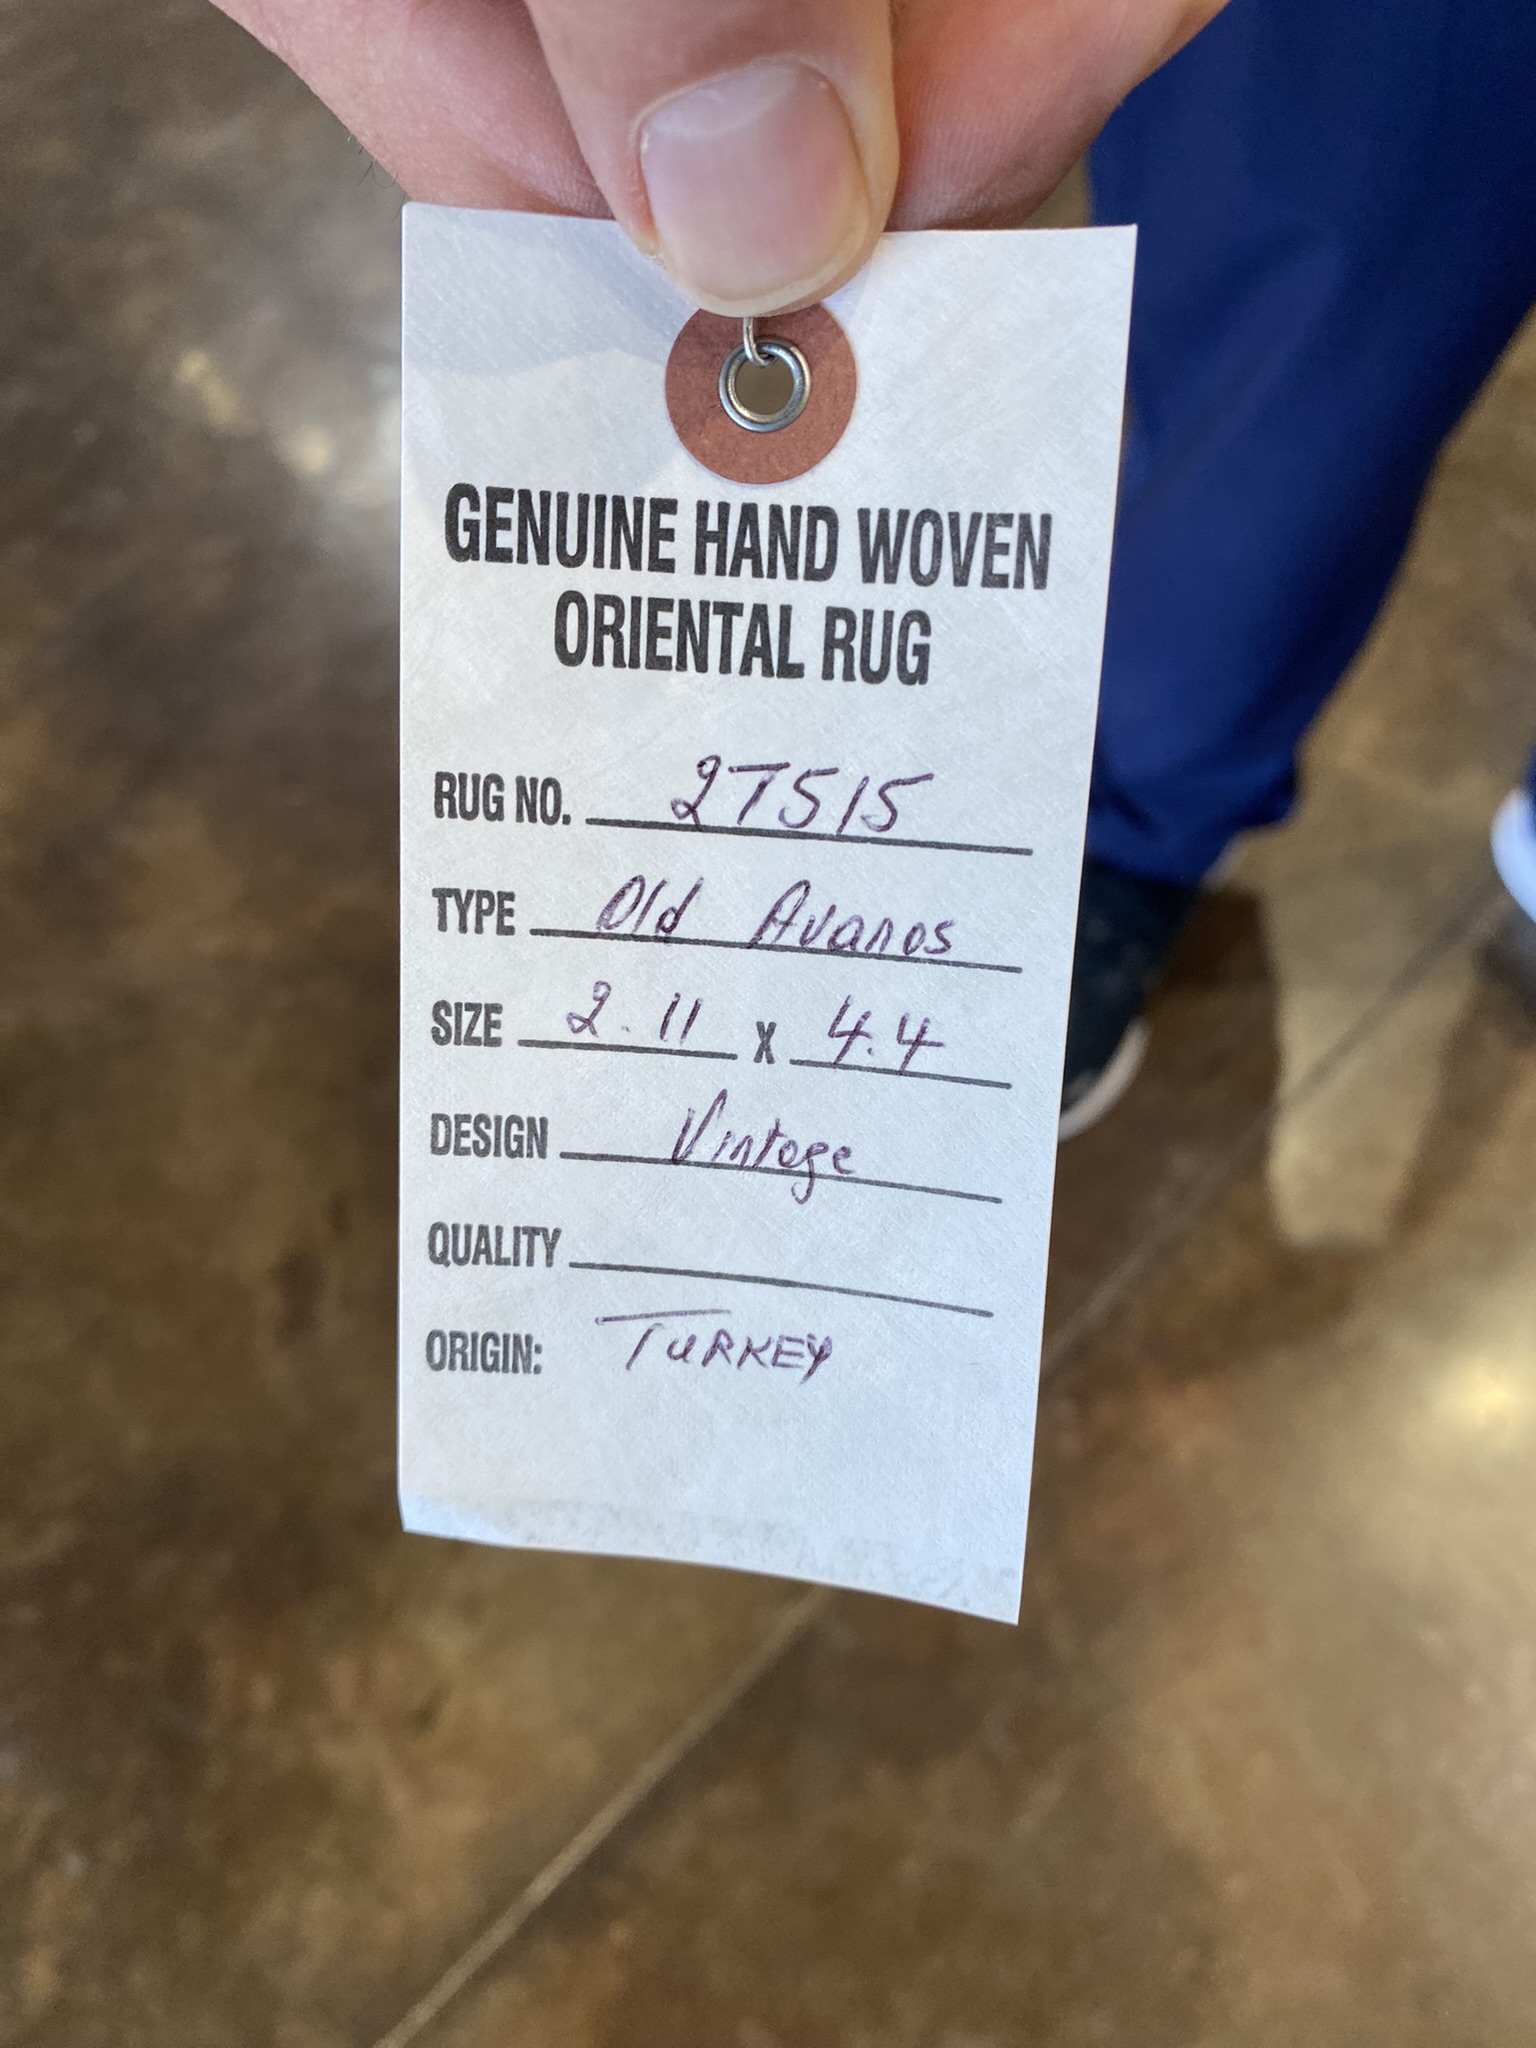 GENUINE HAND WOVEN
ORIENTAL RUG
RUG NO. 27515
TYPE Old Avanos
SIZE 2.11 X 4.4
DESIGN Vintage
QUALITY
ORIGIN: TURKEY